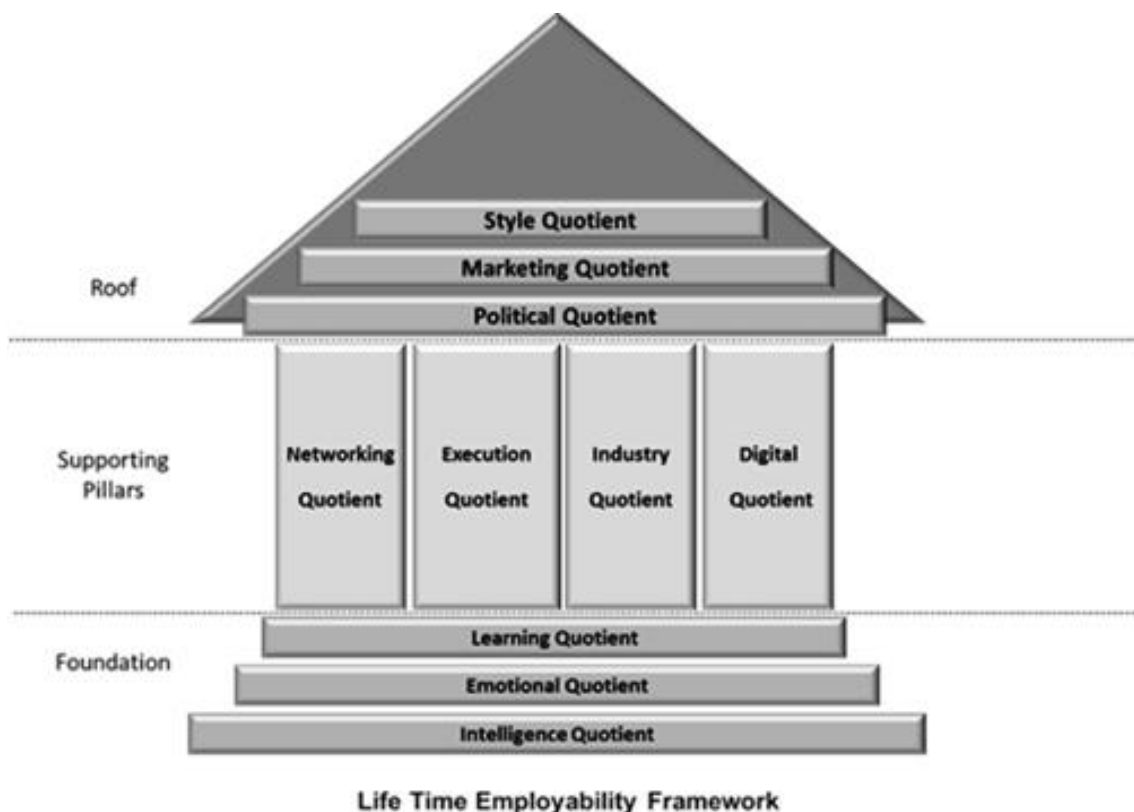 Style Quotient
Marketing Quotient
Roof
Political Quotient
Supporting
Pillars
Networking
Quotient
Execution
Quotient
Industry
Quotient
Digital
Quotient
Foundation
Learning Quotient
Emotional Quotient
Intelligence Quotient
Life Time Employability Framework